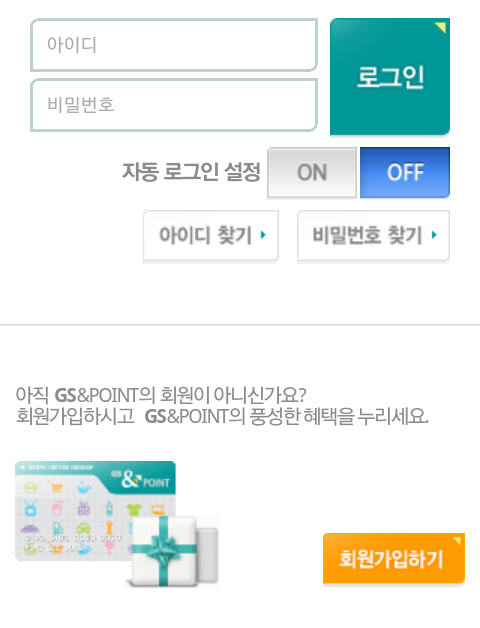 아이디
로그인
비밀번호
자동 로그인 설정 ON OFF
아이디 찾기
비밀번호 찾기
아직 GS&POINT의 회원이 아니신가요?
회원가입하시고 GS&POINT의 풍성한 혜택을 누리세요.
GS& POINT
회원가입하기